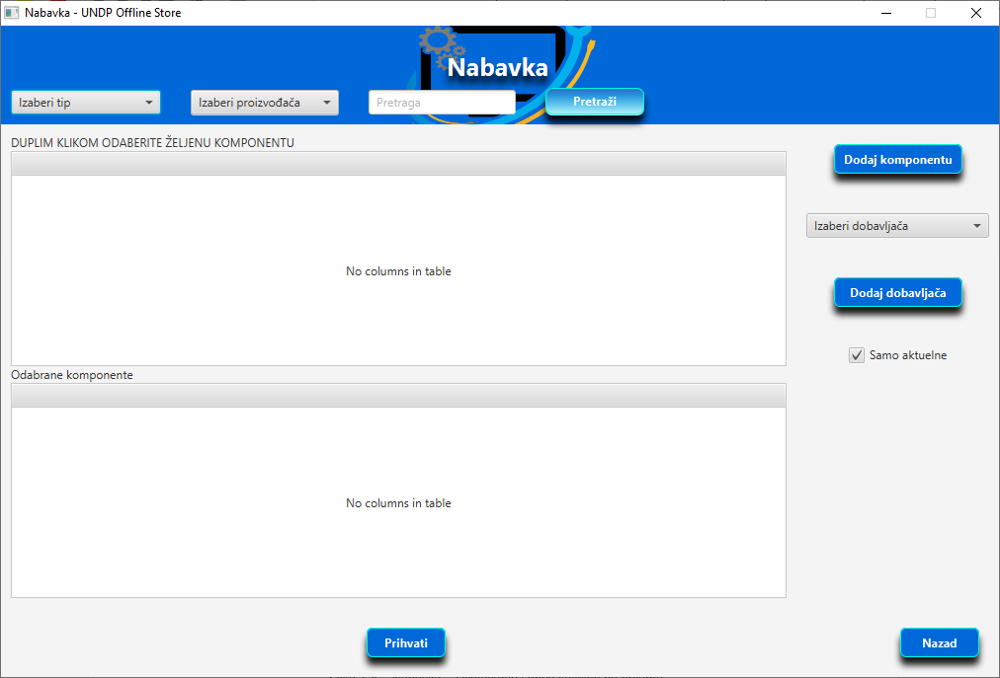 Nabavka - UNDP Offline Store
Nabavka
Izaberi tip
Izaberi proizvođača
Pretraga
Pretraži
DUPLIM KLIKOM ODABERITE ŽELJENU KOMPONENTU
No columns in table
Dodaj komponentu
Izaberi dobavljača
Dodaj dobavljača
Samo aktuelne
Odabrane komponente
No columns in table
Prihvati
Nazad